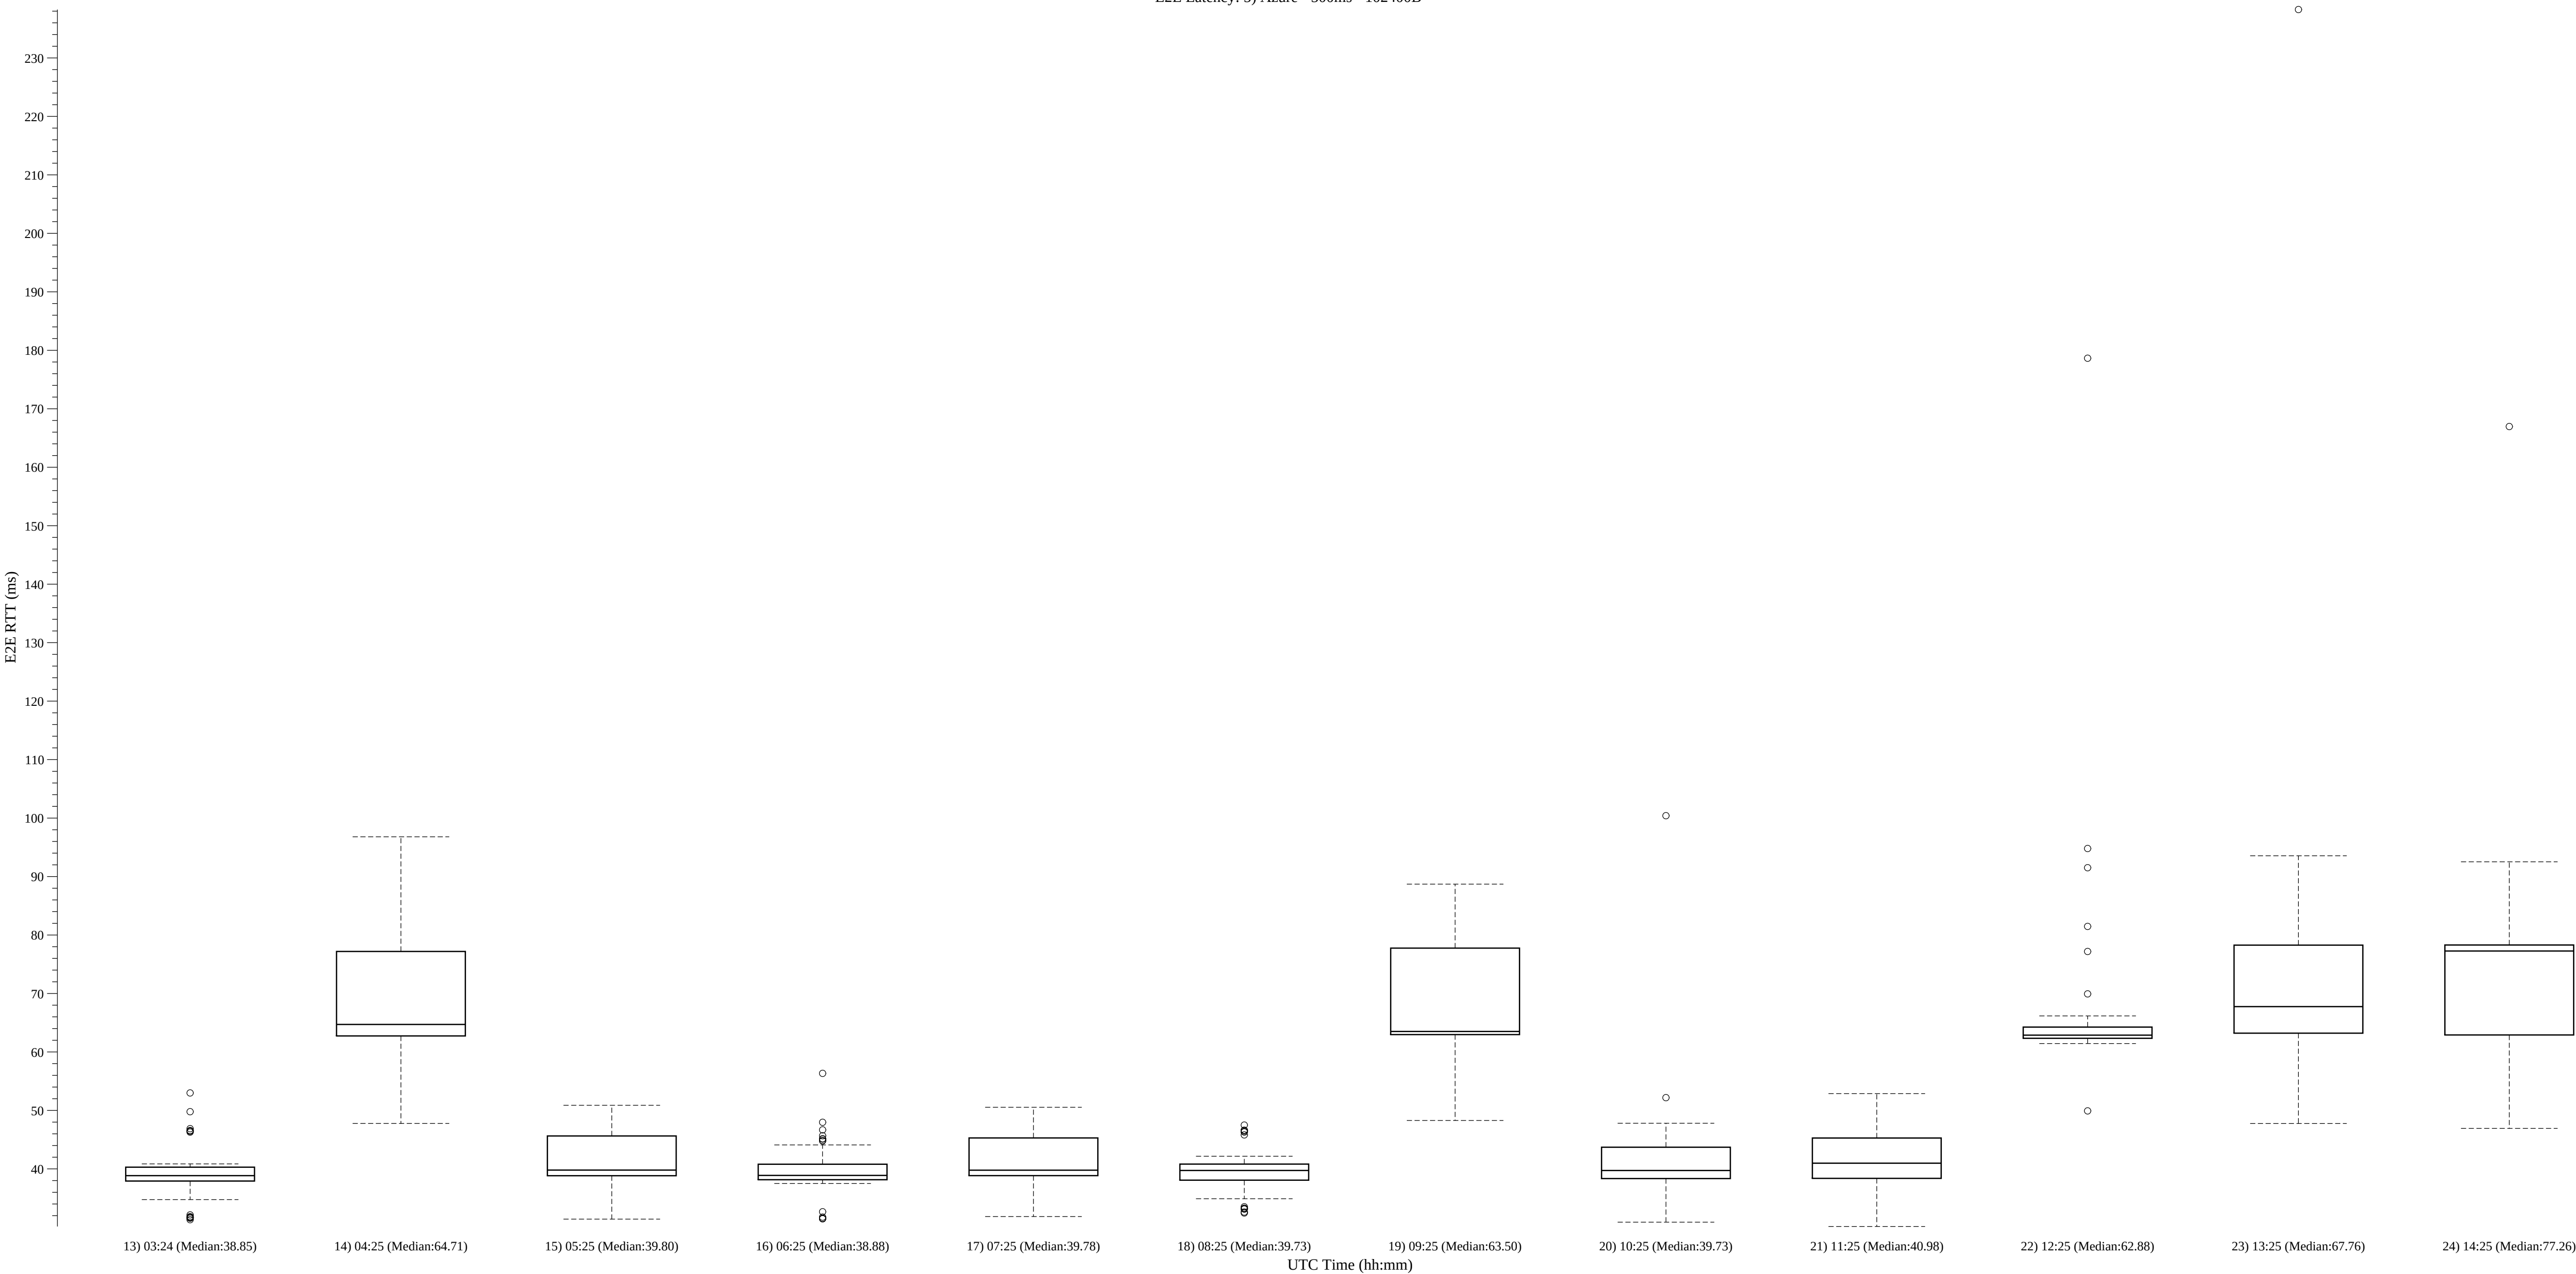 230
220
210
200
190
180
170
160
150
140
130
120
110
100
90
80
70
60
50
40
E2E RTT (ms)
13) 03:24 (Median:38.85)
14) 04:25 (Median:64.71)
15) 05:25 (Median:39.80)
16) 06:25 (Median:38.88)
17) 07:25 (Median:39.78)
18) 08:25 (Median:39.73)
19) 09:25 (Median:63.50)
20) 10:25 (Median:39.73)
21) 11:25 (Median:40.98)
22) 12:25 (Median:62.88)
23) 13:25 (Median:67.76)
24) 14:25 (Median:77.26)
UTC Time (hh:mm)